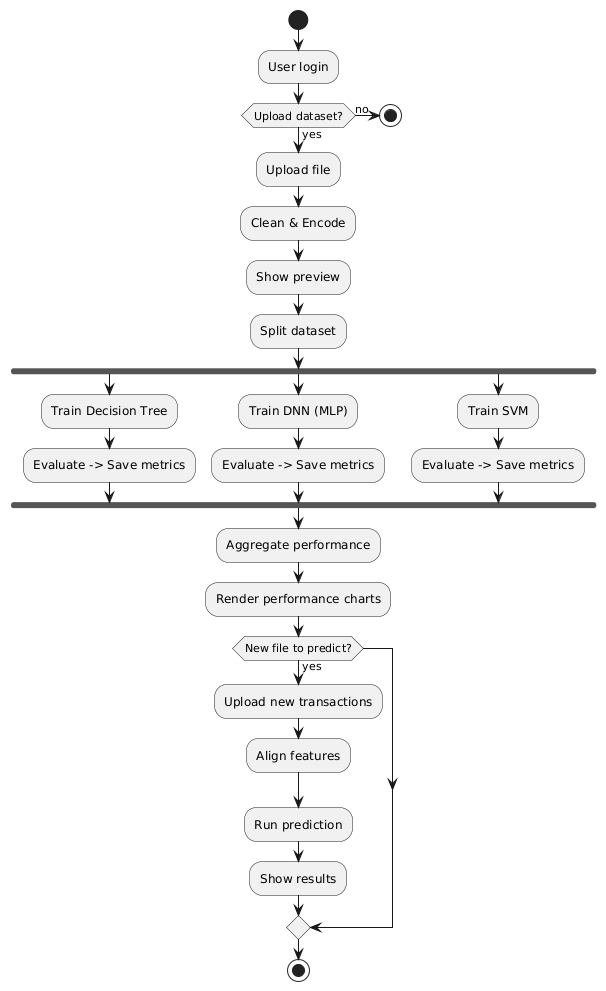 User login
Upload dataset?
no
yes
Upload file
Clean & Encode
Show preview
Split dataset
Train Decision Tree
Train DNN (MLP)
Train SVM
Evaluate -> Save metrics
Evaluate -> Save metrics
Evaluate -> Save metrics
Aggregate performance
Render performance charts
New file to predict?
yes
Upload new transactions
Align features
Run prediction
Show results